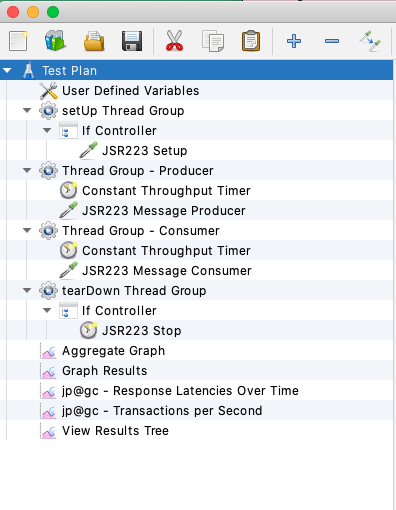 Test Plan
User Defined Variables
setUp Thread Group
If Controller
JSR223 Setup
Thread Group - Producer
Constant Throughput Timer
JSR223 Message Producer
Thread Group - Consumer
Constant Throughput Timer
JSR223 Message Consumer
tearDown Thread Group
If Controller
JSR223 Stop
Aggregate Graph
Graph Results
jp@gc - Response Latencies Over Time
jp@gc - Transactions per Second
View Results Tree